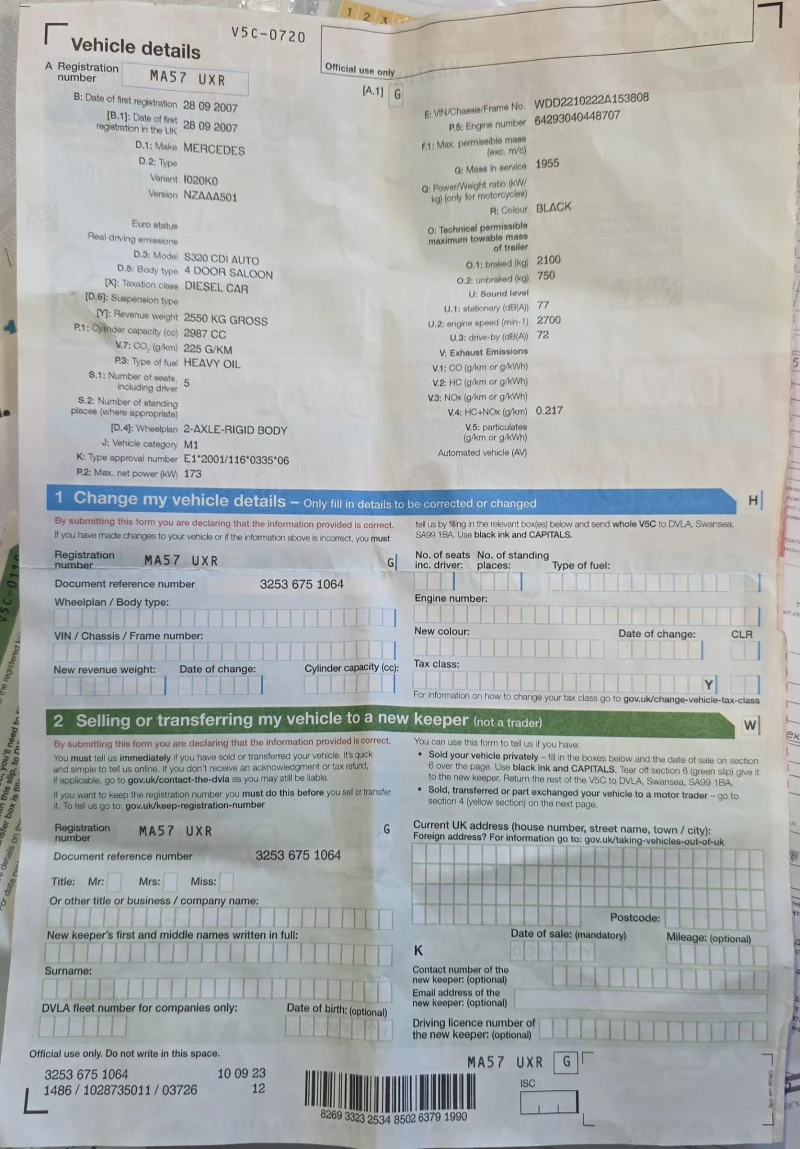 1 2 3
V5C-0720
Vehicle details
Official use only
A Registration number MA57 UXR
[A.1] G
B: Date of first registration 28 09 2007
[B.1]: Date of first registration in the UK 28 09 2007
D.1: Make MERCEDES
D.2: Type
Variant I020K0
Version NZAAA501
Euro status
Real driving emissions
D.3: Model S320 CDI AUTO
D.5: Body type 4 DOOR SALOON
[X]: Taxation class DIESEL CAR
[D.6]: Suspension type
[Y]: Revenue weight 2550 KG GROSS
P.1: Cylinder capacity (cc) 2987 CC
V.7: CO2 (g/km) 225 G/KM
P.3: Type of fuel HEAVY OIL
S.1: Number of seats, including driver 5
S.2: Number of standing places (where appropriate)
[D.4]: Wheelplan 2-AXLE-RIGID BODY
J: Vehicle category M1
K: Type approval number E1*2001/116*0335*06
P.2: Max. net power (kW) 173
E: VIN/Chassis/Frame No. WDD2210222A153808
P.5: Engine number 64293040448707
F.1: Max. permissible mass (exc. m/c)
G: Mass in service 1955
Q: Power/Weight ratio (kW/kg) (only for motorcycles)
R: Colour BLACK
O: Technical permissible maximum towable mass of trailer
O.1: braked (kg) 2100
O.2: unbraked (kg) 750
U: Sound level
U.1: stationary (dB(A)) 77
U.2: engine speed (min-1) 2700
U.3: drive-by (dB(A)) 72
V: Exhaust Emissions
V.1: CO (g/km or g/kWh)
V.2: HC (g/km or g/kWh)
V.3: NOx (g/km or g/kWh)
V.4: HC+NOx (g/km) 0.217
V.5: particulates (g/km or g/kWh)
Automated vehicle (AV)
1 Change my vehicle details – Only fill in details to be corrected or changed
H
By submitting this form you are declaring that the information provided is correct.
If you have made changes to your vehicle or if the information above is incorrect, you must
tell us by filling in the relevant box(es) below and send whole V5C to DVLA, Swansea,
SA99 1BA. Use black ink and CAPITALS.
Registration number MA57 UXR G
Document reference number 3253 675 1064
Wheelplan / Body type:
VIN / Chassis / Frame number:
New revenue weight: Date of change: Cylinder capacity (cc):
No. of seats inc. driver: No. of standing places: Type of fuel:
Engine number:
New colour: Date of change: CLR
Tax class:
Y
For information on how to change your tax class go to gov.uk/change-vehicle-tax-class
2 Selling or transferring my vehicle to a new keeper (not a trader)
W
By submitting this form you are declaring that the information provided is correct.
You must tell us immediately if you have sold or transferred your vehicle. It's quick
and simple to tell us online. If you don't receive an acknowledgment or tax refund,
if applicable, go to gov.uk/contact-the-dvla as you may still be liable.
If you want to keep the registration number you must do this before you sell or transfer
it. To tell us go to: gov.uk/keep-registration-number
You can use this form to tell us if you have:
• Sold your vehicle privately – fill in the boxes below and the date of sale on section
6 over the page. Use black ink and CAPITALS. Tear off section 6 (green slip) give it
to the new keeper. Return the rest of the V5C to DVLA, Swansea, SA99 1BA.
• Sold, transferred or part exchanged your vehicle to a motor trader – go to
section 4 (yellow section) on the next page.
Registration number MA57 UXR G
Document reference number 3253 675 1064
Title: Mr: Mrs: Miss:
Or other title or business / company name:
New keeper's first and middle names written in full:
Surname:
DVLA fleet number for companies only: Date of birth: (optional)
Current UK address (house number, street name, town / city):
Foreign address? For information go to: gov.uk/taking-vehicles-out-of-uk
Postcode:
Date of sale: (mandatory) Mileage: (optional)
K
Contact number of the new keeper: (optional)
Email address of the new keeper: (optional)
Driving licence number of the new keeper: (optional)
Official use only. Do not write in this space.
3253 675 1064 10 09 23
1486 / 1028735011 / 03726 12
8269 3323 2534 8502 6379 1990
MA57 UXR G
ISC